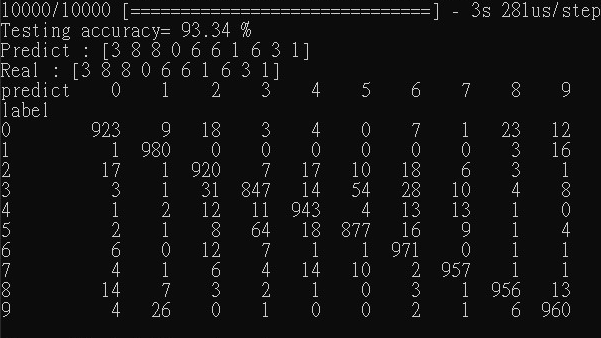 10000/10000 [==============================] - 3s 281us/step
Testing accuracy= 93.34 %
Predict : [3 8 8 0 6 6 1 6 3 1]
Real : [3 8 8 0 6 6 1 6 3 1]
predict 0 1 2 3 4 5 6 7 8 9
label
0 923 9 18 3 4 0 7 1 23 12
1 1 980 0 0 0 0 0 0 3 16
2 17 1 920 7 17 10 18 6 3 1
3 3 1 31 847 14 54 28 10 4 8
4 1 2 12 11 943 4 13 13 1 0
5 2 1 8 64 18 877 16 9 1 4
6 6 0 12 7 1 1 971 0 1 1
7 4 1 6 4 14 10 2 957 1 1
8 14 7 3 2 1 0 3 1 956 13
9 4 26 0 1 0 0 2 1 6 960